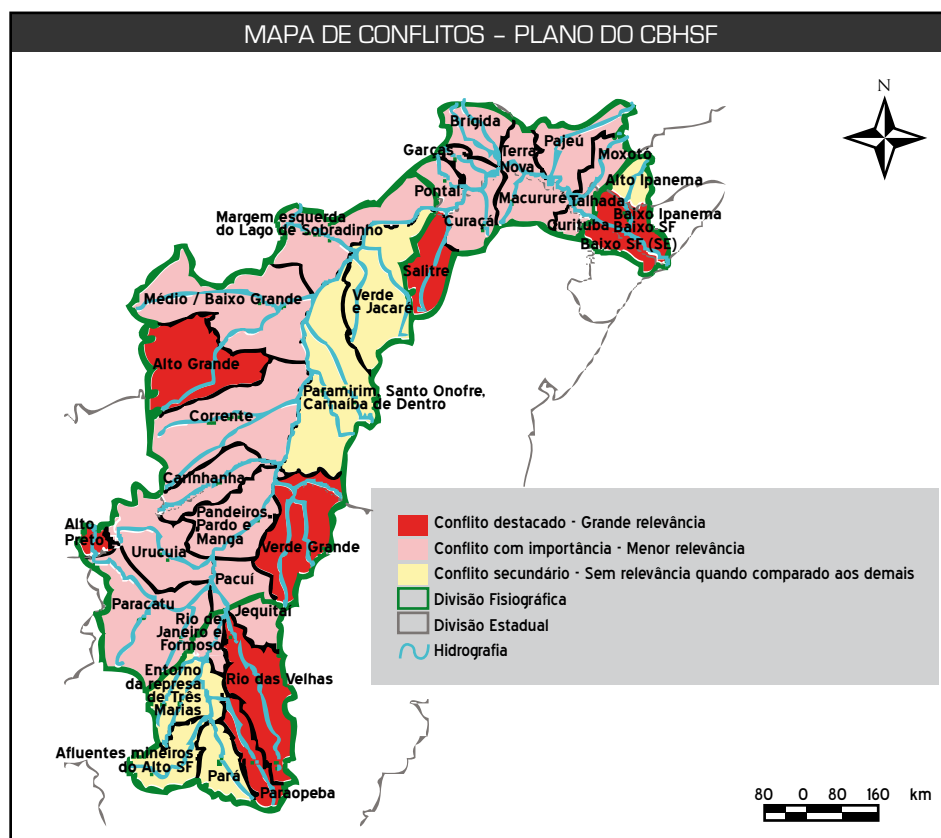 MAPA DE CONFLITOS – PLANO DO CBHSF
N
Brígida
Garças
Terra
Nova
Pajeú
Moxotó
Alto Ipanema
Pontal
Macururé
Talhada
Curaçál
Curituba
Baixo Ipanema
Baixo SF
Baixo SF (SE)
Margem esquerda
do Lago de Sobradinho
Salitre
Médio / Baixo Grande
Verde
e Jacaré
Alto Grande
Paramirim, Santo Onofre,
Carnaíba de Dentro
Corrente
Carinhanha
Pandeiros,
Pardo e
Manga
Alto
Preto
Urucuia
Verde Grande
Pacuí
Paracatu
Jequitaí
Rio de
Janeiro e
Formoso
Entorno
da represa
de Três
Marias
Rio das Velhas
Afluentes mineiros
do Alto SF
Pará
Paraopeba
Conflito destacado - Grande relevância
Conflito com importância - Menor relevância
Conflito secundário - Sem relevância quando comparado aos demais
Divisão Fisiográfica
Divisão Estadual
Hidrografia
80 0 80 160 km